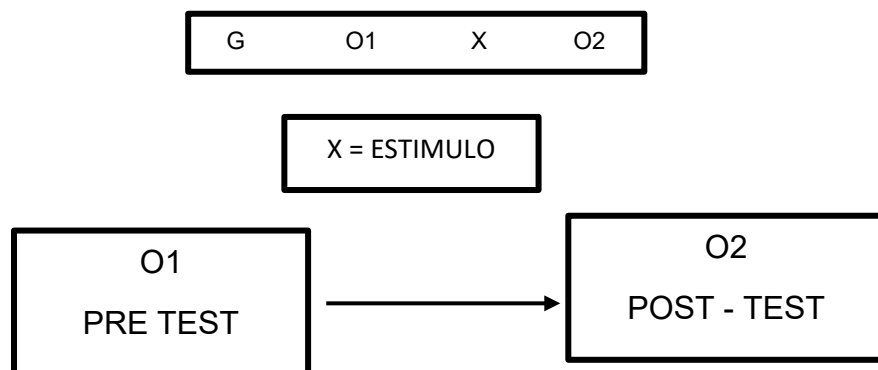 G O1 X O2
X = ESTIMULO
O1
PRE TEST
O2
POST - TEST